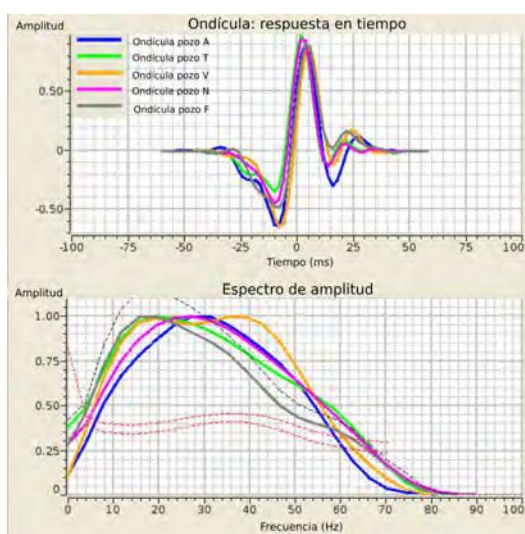 Ondícula: respuesta en tiempo
Amplitud
Ondícula pozo A
Ondícula pozo T
Ondícula pozo V
Ondícula pozo N
Ondícula pozo F
0.50
0
-0.50
-100 -75 -50 -25 0 25 50 75 100
Tiempo (ms)
Espectro de amplitud
Amplitud
1.00
0.75
0.50
0.25
0
0 10 20 30 40 50 60 70 80 90 100
Frecuencia (Hz)